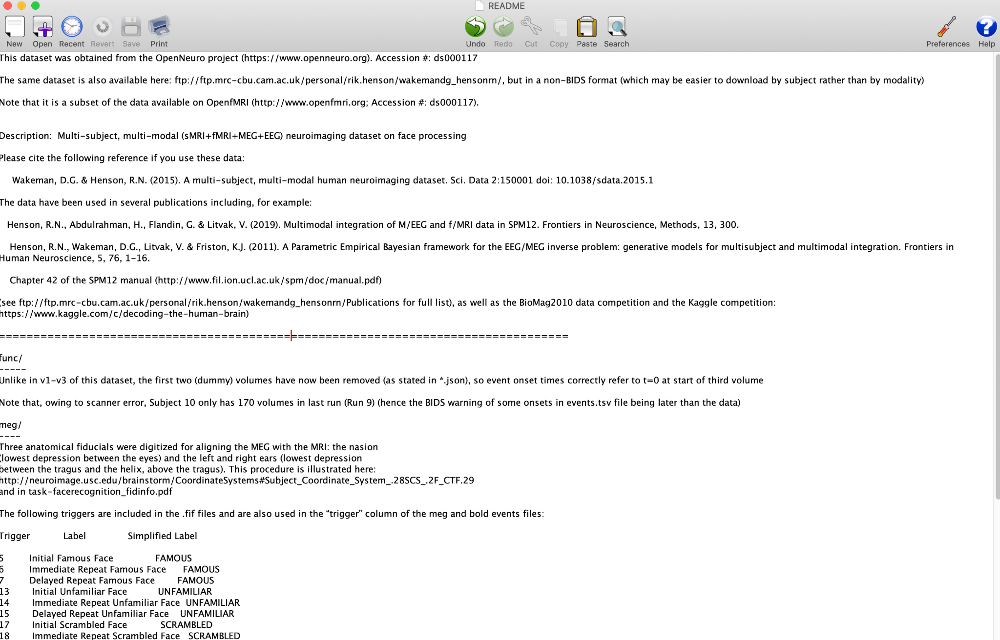 README
New Open Recent Revert Save Print Undo Redo Cut Copy Paste Search Preferences Help
This dataset was obtained from the OpenNeuro project (https://www.openneuro.org). Accession #: ds000117
The same dataset is also available here: ftp://ftp.mrc-cbu.cam.ac.uk/personal/rik.henson/wakemandg_hensonrn/, but in a non-BIDS format (which may be easier to download by subject rather than by modality)
Note that it is a subset of the data available on OpenfMRI (http://www.openfmri.org; Accession #: ds000117).
Description:  Multi-subject, multi-modal (sMRI+fMRI+MEG+EEG) neuroimaging dataset on face processing
Please cite the following reference if you use these data:
Wakeman, D.G. & Henson, R.N. (2015). A multi-subject, multi-modal human neuroimaging dataset. Sci. Data 2:150001 doi: 10.1038/sdata.2015.1
The data have been used in several publications including, for example:
Henson, R.N., Abdulrahman, H., Flandin, G. & Litvak, V. (2019). Multimodal integration of M/EEG and f/MRI data in SPM12. Frontiers in Neuroscience, Methods, 13, 300.
Henson, R.N., Wakeman, D.G., Litvak, V. & Friston, K.J. (2011). A Parametric Empirical Bayesian framework for the EEG/MEG inverse problem: generative models for multisubject and multimodal integration. Frontiers in
Human Neuroscience, 5, 76, 1-16.
Chapter 42 of the SPM12 manual (http://www.fil.ion.ucl.ac.uk/spm/doc/manual.pdf)
(see ftp://ftp.mrc-cbu.cam.ac.uk/personal/rik.henson/wakemandg_hensonrn/Publications for full list), as well as the BioMag2010 data competition and the Kaggle competition:
https://www.kaggle.com/c/decoding-the-human-brain)
==================================================================================
func/
-----
Unlike in v1-v3 of this dataset, the first two (dummy) volumes have now been removed (as stated in *.json), so event onset times correctly refer to t=0 at start of third volume
Note that, owing to scanner error, Subject 10 only has 170 volumes in last run (Run 9) (hence the BIDS warning of some onsets in events.tsv file being later than the data)
meg/
----
Three anatomical fiducials were digitized for aligning the MEG with the MRI: the nasion
(lowest depression between the eyes) and the left and right ears (lowest depression
between the tragus and the helix, above the tragus). This procedure is illustrated here:
http://neuroimage.usc.edu/brainstorm/CoordinateSystems#Subject_Coordinate_System_.28SCS_.2F_CTF.29
and in task-facerecognition_fidinfo.pdf
The following triggers are included in the .fif files and are also used in the “trigger” column of the meg and bold events files:
Trigger Label Simplified Label
5 Initial Famous Face FAMOUS
6 Immediate Repeat Famous Face FAMOUS
7 Delayed Repeat Famous Face FAMOUS
13 Initial Unfamiliar Face UNFAMILIAR
14 Immediate Repeat Unfamiliar Face UNFAMILIAR
15 Delayed Repeat Unfamiliar Face UNFAMILIAR
17 Initial Scrambled Face SCRAMBLED
18 Immediate Repeat Scrambled Face SCRAMBLED